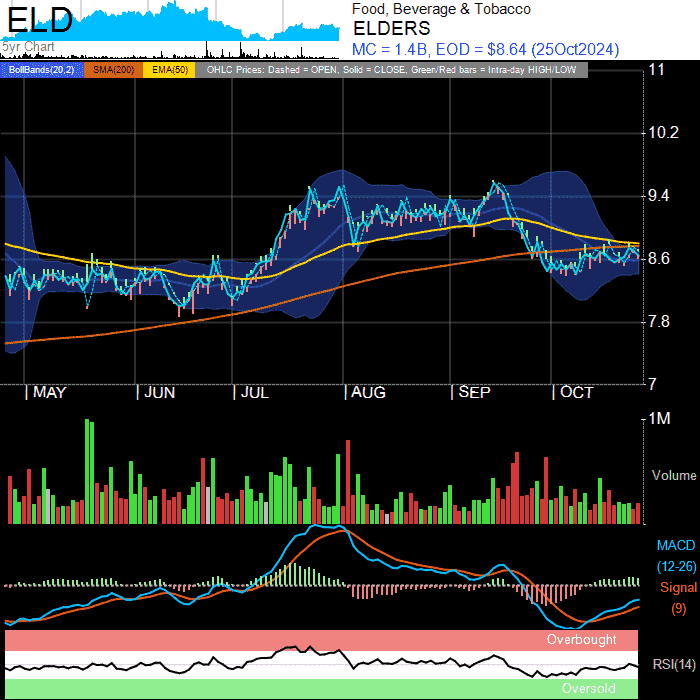 ELD
5yr Chart
Food, Beverage & Tobacco
ELDERS
MC = 1.4B, EOD = $8.64 (25Oct2024)
BollBands(20,2) SMA(200) EMA(50) OHLC Prices: Dashed = OPEN, Solid = CLOSE, Green/Red bars = Intra-day HIGH/LOW
11
10.2
9.4
8.6
7.8
7
MAY JUN JUL AUG SEP OCT
1M
Volume
MACD
(12-26)
Signal
(9)
Overbought
RSI(14)
Oversold